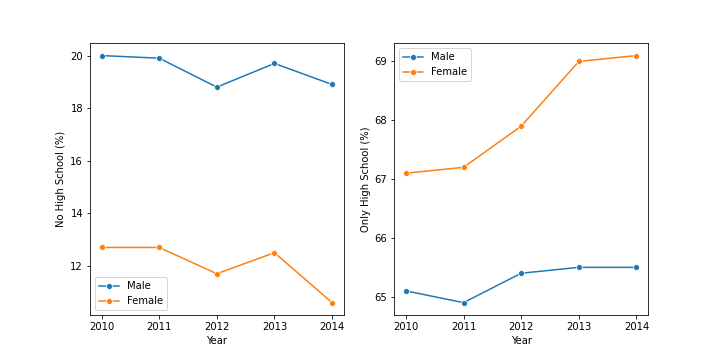 20
18
16
14
12
No High School (%)
Male
Female
2010 2011 2012 2013 2014
Year
69
68
67
66
65
Only High School (%)
Male
Female
2010 2011 2012 2013 2014
Year